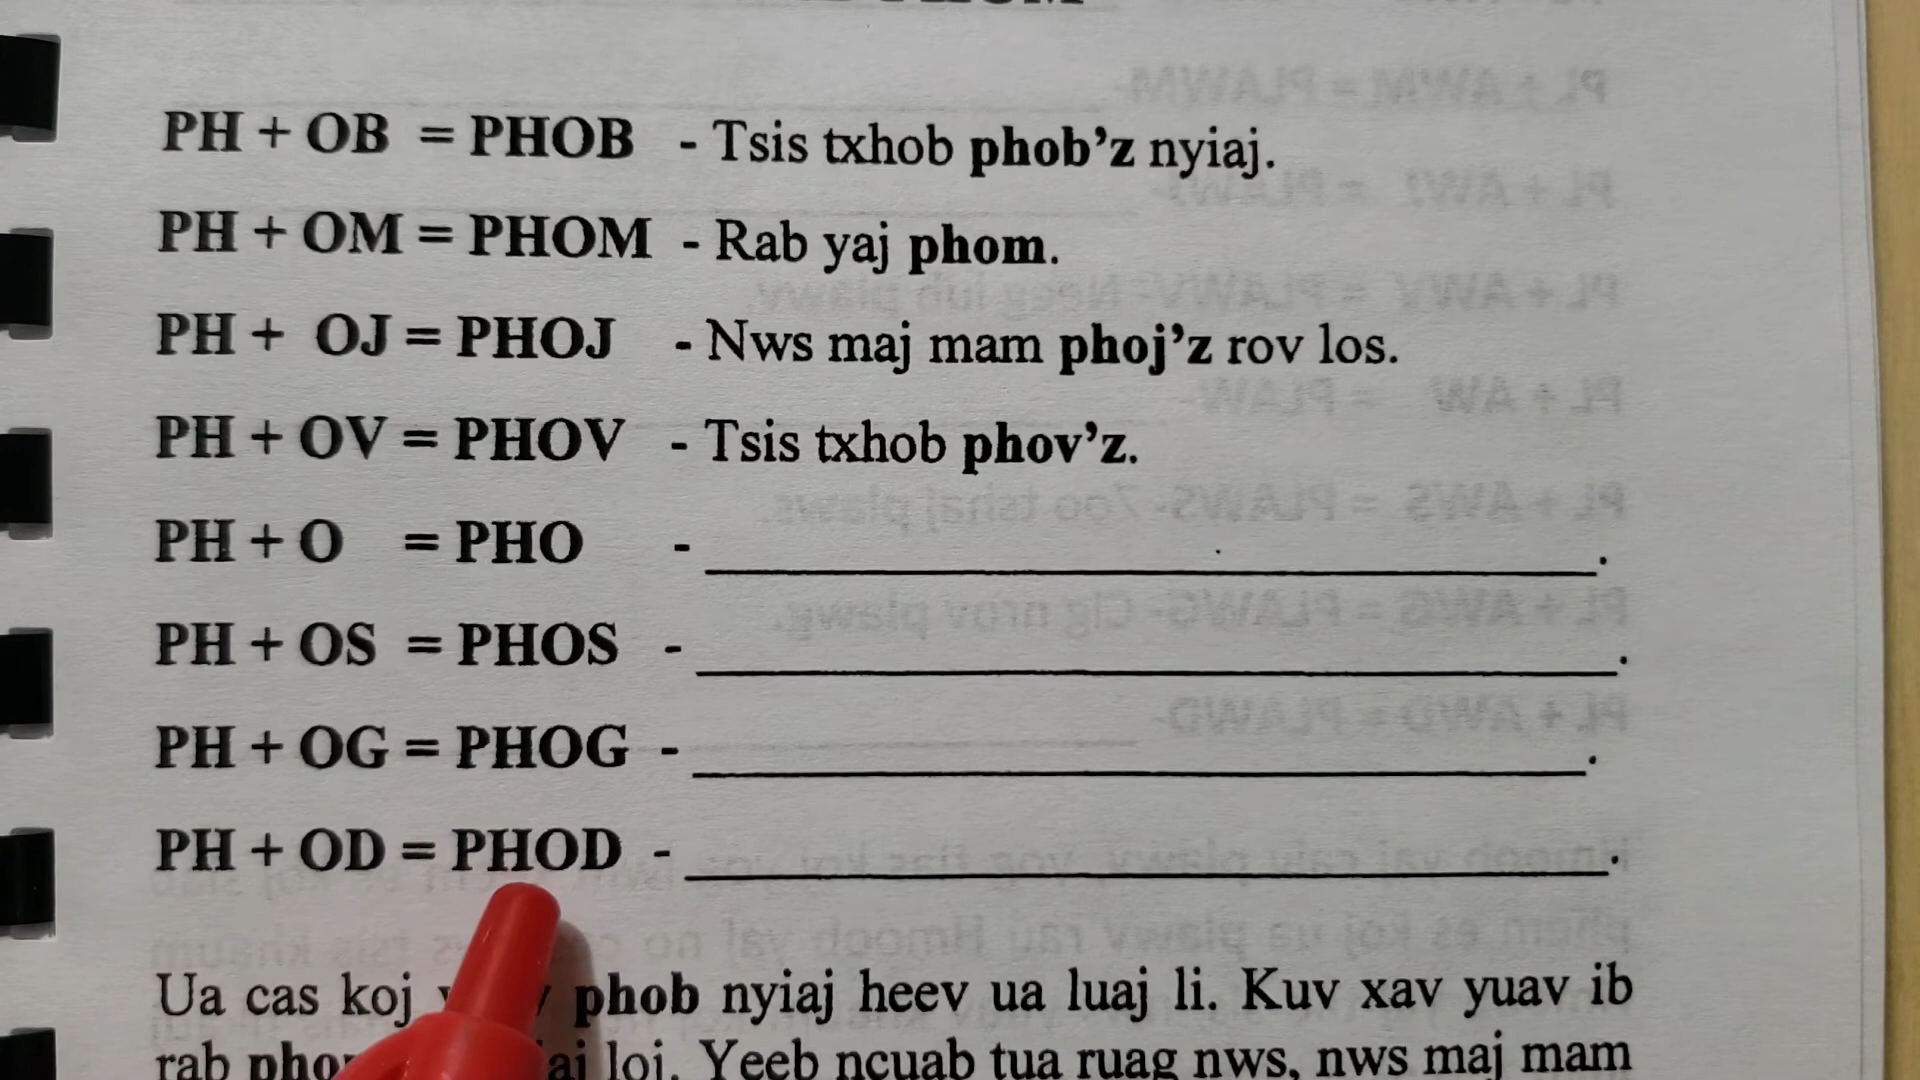 PH + OB = PHOB - Tsis txhob phob'z nyiaj.
PH + OM = PHOM - Rab yaj phom.
PH + OJ = PHOJ - Nws maj mam phoj'z rov los.
PH + OV = PHOV - Tsis txhob phov'z.
PH + O = PHO - .
PH + OS = PHOS - .
PH + OG = PHOG - .
PH + OD = PHOD - .
Ua cas koj phob nyiaj heev ua luaj li. Kuv xav yuav ib
rab loj. Yeeb ncuab tua ruag nws, nws maj mam